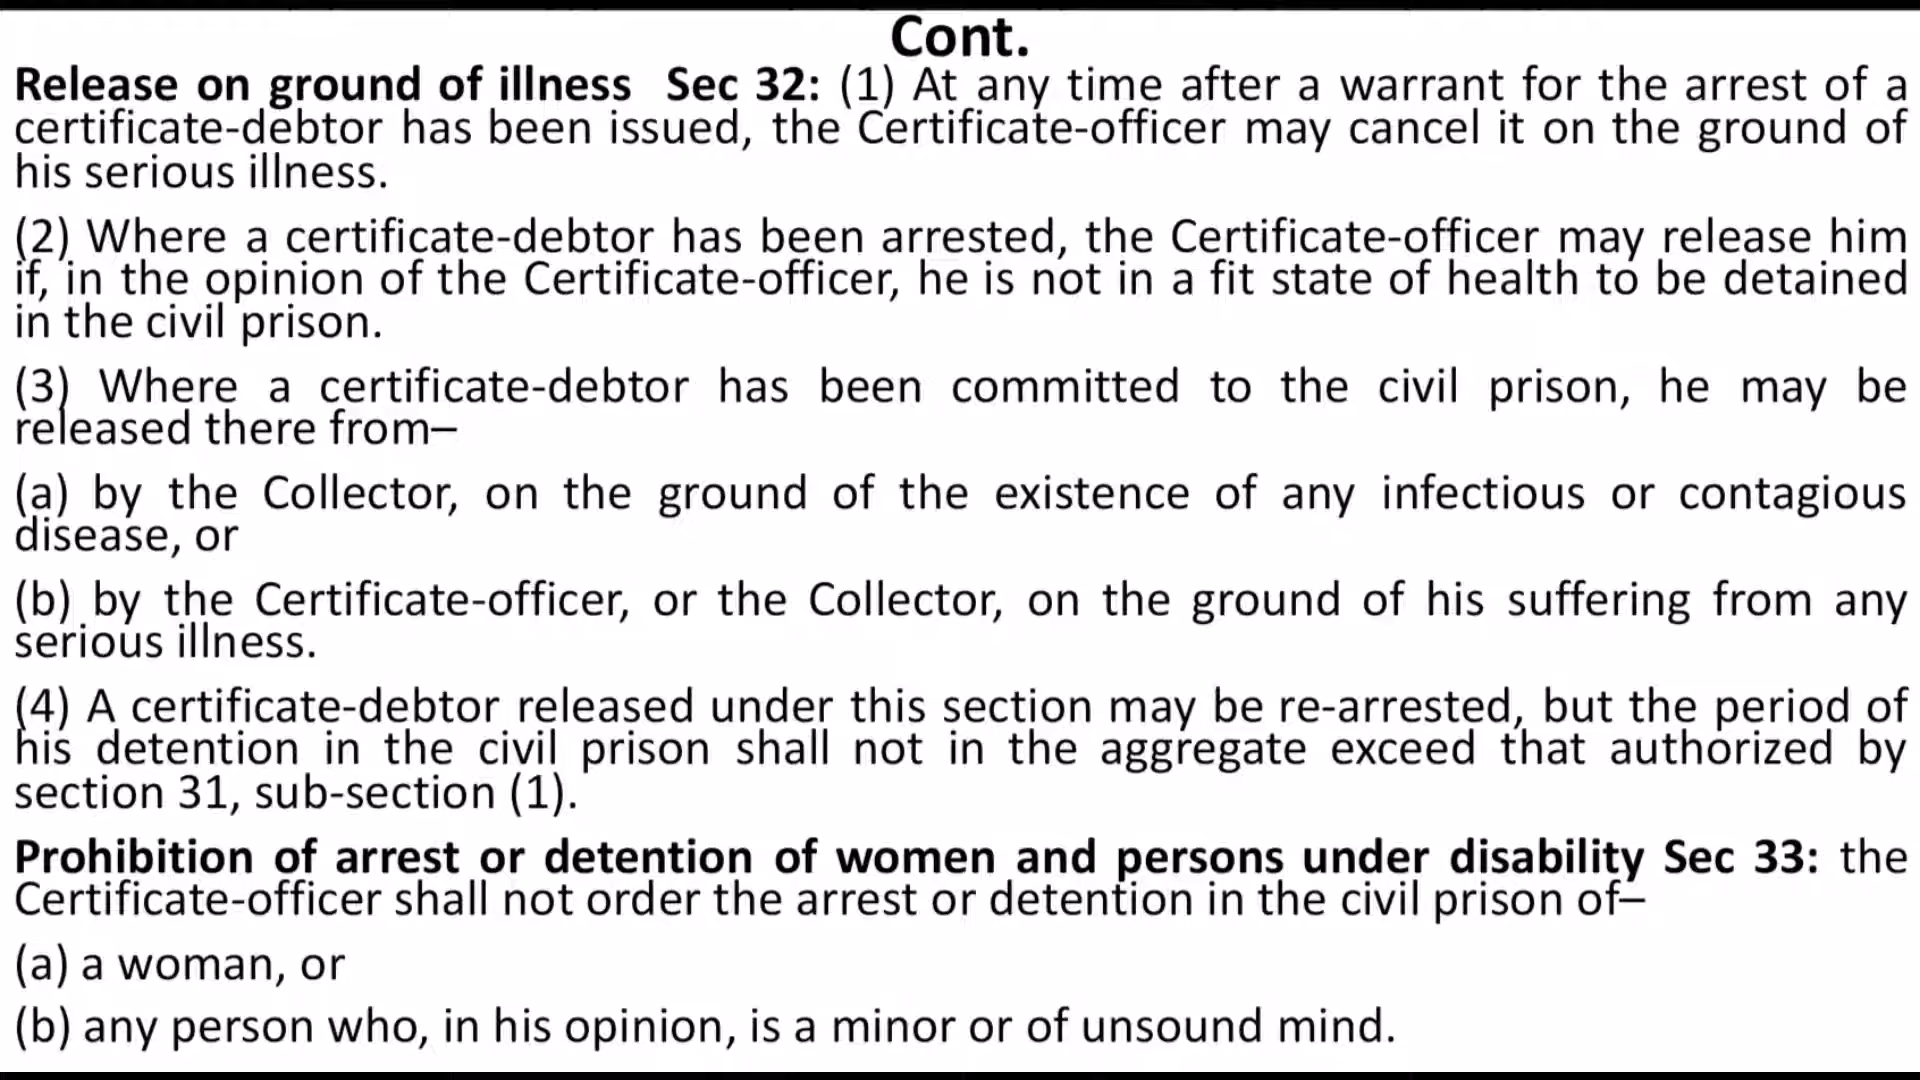 Cont.
Release on ground of illness Sec 32: (1) At any time after a warrant for the arrest of a
certificate-debtor has been issued, the Certificate-officer may cancel it on the ground of
his serious illness.
(2) Where a certificate-debtor has been arrested, the Certificate-officer may release him
if, in the opinion of the Certificate-officer, he is not in a fit state of health to be detained
in the civil prison.
(3) Where a certificate-debtor has been committed to the civil prison, he may be
released there from–
(a) by the Collector, on the ground of the existence of any infectious or contagious
disease, or
(b) by the Certificate-officer, or the Collector, on the ground of his suffering from any
serious illness.
(4) A certificate-debtor released under this section may be re-arrested, but the period of
his detention in the civil prison shall not in the aggregate exceed that authorized by
section 31, sub-section (1).
Prohibition of arrest or detention of women and persons under disability Sec 33: the
Certificate-officer shall not order the arrest or detention in the civil prison of–
(a) a woman, or
(b) any person who, in his opinion, is a minor or of unsound mind.